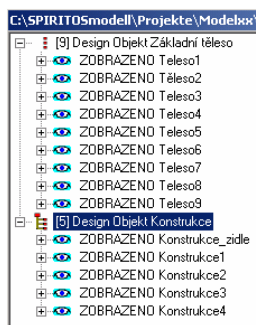 C:\SPIRITOSmodell\Projekte\Modelxx\
[9] Design Objekt Základní těleso
ZOBRAZENO Teleso1
ZOBRAZENO Těleso2
ZOBRAZENO Teleso3
ZOBRAZENO Teleso4
ZOBRAZENO Teleso5
ZOBRAZENO Teleso6
ZOBRAZENO Teleso7
ZOBRAZENO Teleso8
ZOBRAZENO Teleso9
[5] Design Objekt Konstrukce
ZOBRAZENO Konstrukce_zidle
ZOBRAZENO Konstrukce1
ZOBRAZENO Konstrukce2
ZOBRAZENO Konstrukce3
ZOBRAZENO Konstrukce4